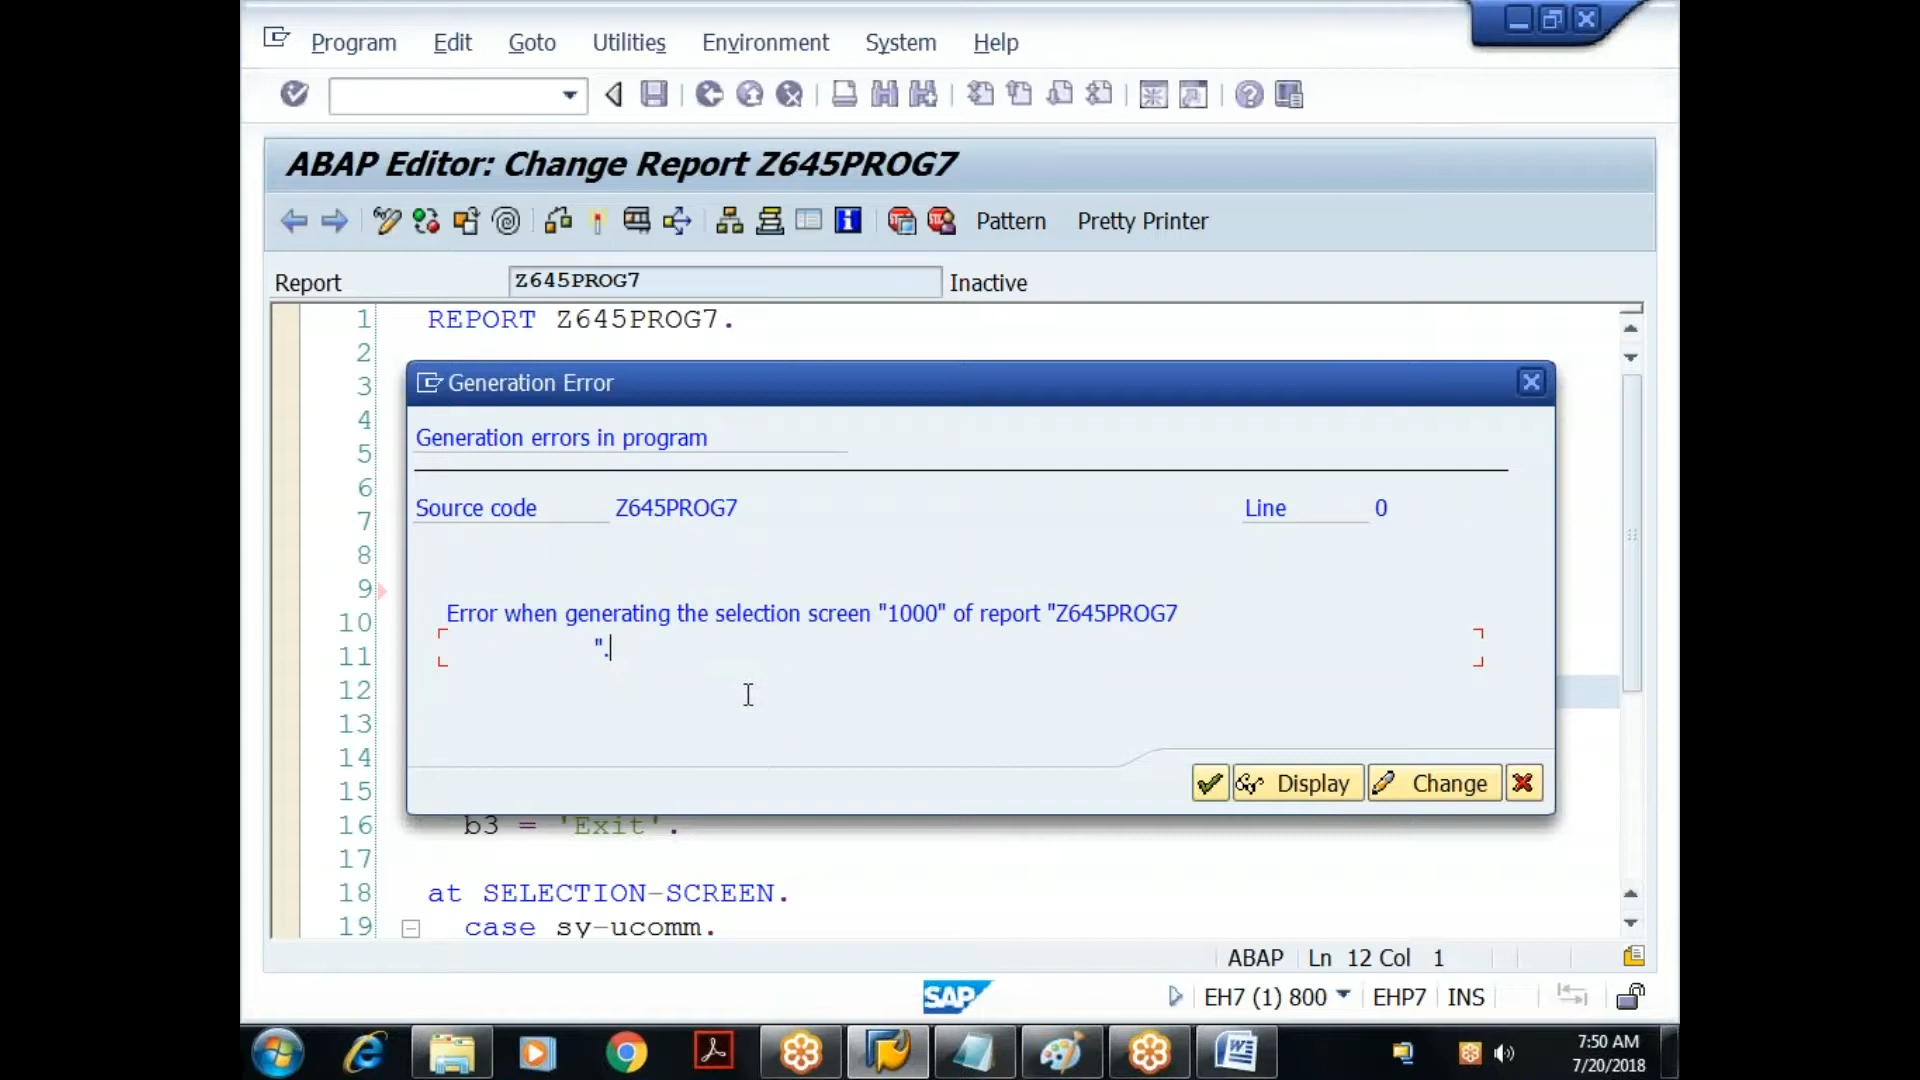 Program Edit Goto Utilities Environment System Help
ABAP Editor: Change Report Z645PROG7
Pattern Pretty Printer
Report Z645PROG7 Inactive
1 REPORT Z645PROG7.
2
Generation Error
3
Generation errors in program
4
5
6
Source code Z645PROG7 Line 0
7
8
9
Error when generating the selection screen "1000" of report "Z645PROG7
10
".
11
12
13
14
Display Change
15
16 b3 = 'Exit'.
17
18 at SELECTION-SCREEN.
19 case sy-ucomm.
ABAP Ln 12 Col 1
SAP EH7 (1) 800 EHP7 INS
7:50 AM
7/20/2018